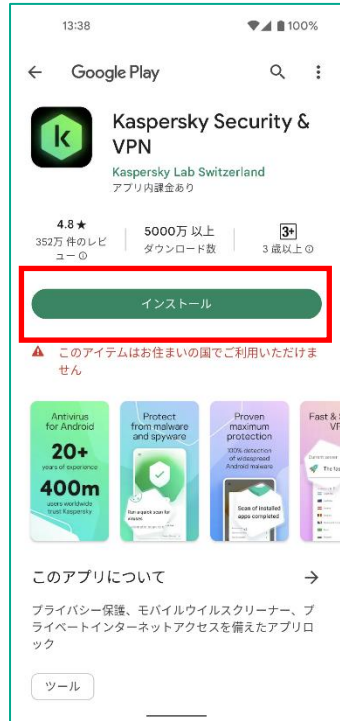 13:38
100%
Google Play
Kaspersky Security &
VPN
Kaspersky Lab Switzerland
アプリ内課金あり
4.8★
352万 件のレビ
ュー
5000万 以上
ダウンロード数
3+
3 歳以上
インストール
このアイテムはお住まいの国でご利用いただけま
せん
Antivirus
for Android
20+
years of experience
400m
users worldwide
trust Kaspersky
Protect
from malware
and spyware
Run a quick scan for
viruses
Proven
maximum
protection
100% detection
of widespread
Android malware
Scan of installed
apps completed
Fast &
このアプリについて
プライバシー保護、モバイルウイルスクリーナー、プ
ライベートインターネットアクセスを備えたアプリロ
ック
ツール